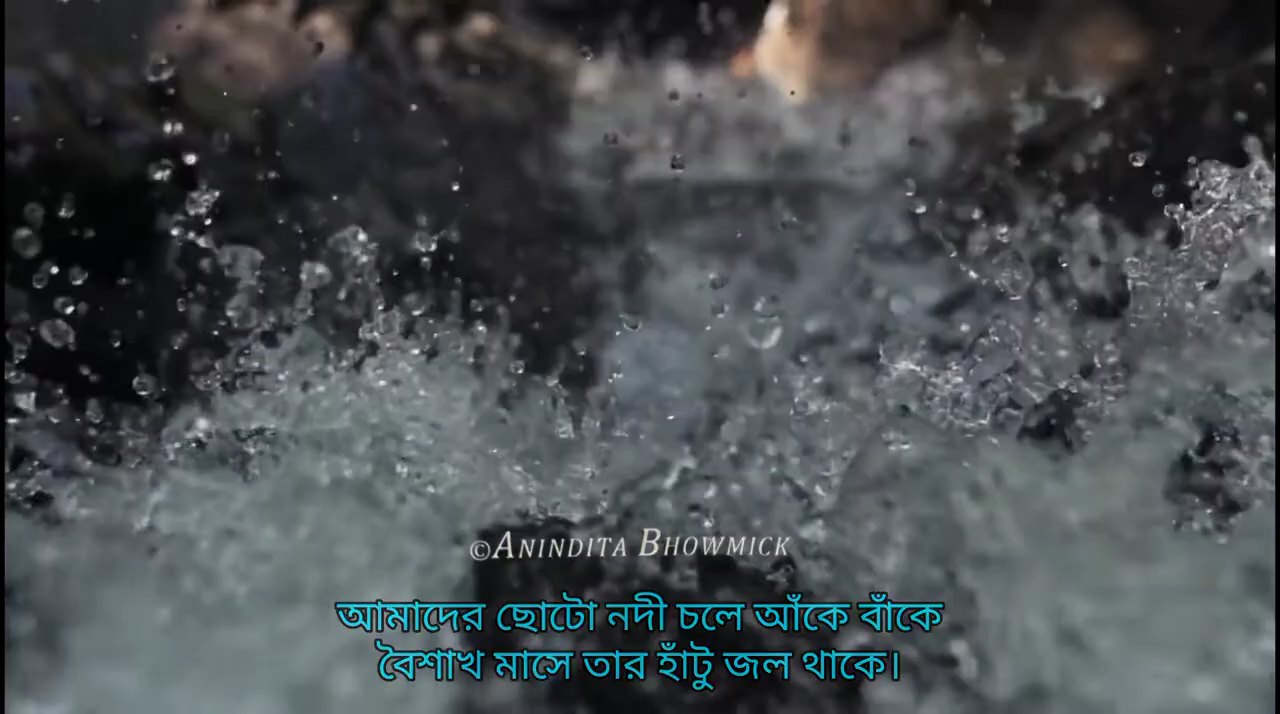 ©Anindita Bhowmick
আমাদের ছোটো নদী চলে আঁকে বাঁকে
বৈশাখ মাসে তার হাঁটু জল থাকে।